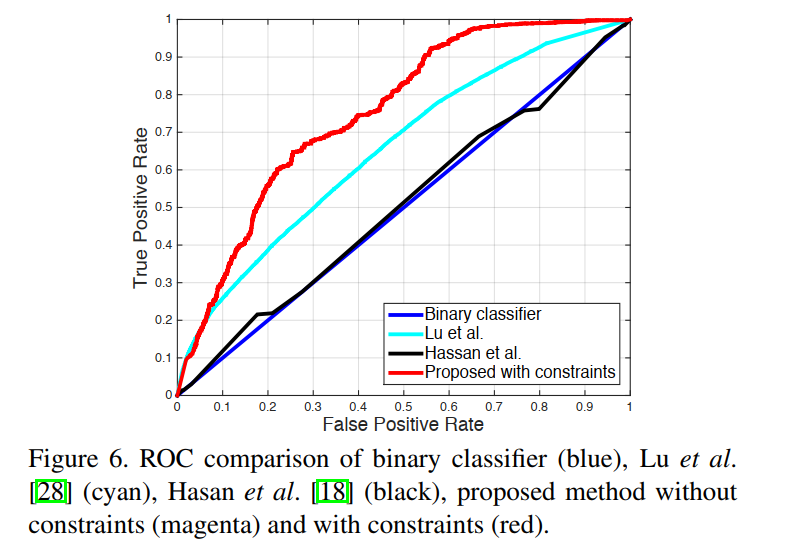 1
0.9
0.8
0.7
0.6
0.5
0.4
0.3
0.2
0.1
0
True Positive Rate
Binary classifier
Lu et al.
Hassan et al.
Proposed with constraints
0 0.1 0.2 0.3 0.4 0.5 0.6 0.7 0.8 0.9 1
False Positive Rate
Figure 6. ROC comparison of binary classifier (blue), Lu et al.
[28] (cyan), Hasan et al. [18] (black), proposed method without
constraints (magenta) and with constraints (red).